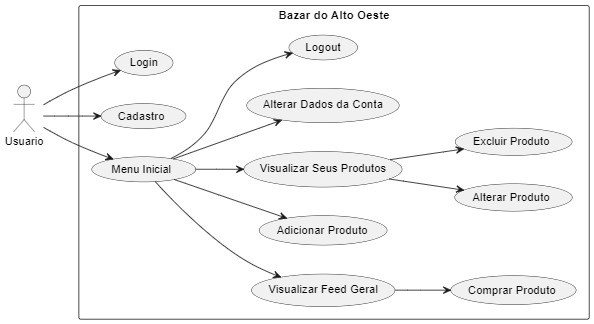 Bazar do Alto Oeste
Logout
Login
Alterar Dados da Conta
Cadastro
Usuario
Excluir Produto
Menu Inicial
Visualizar Seus Produtos
Alterar Produto
Adicionar Produto
Visualizar Feed Geral
Comprar Produto